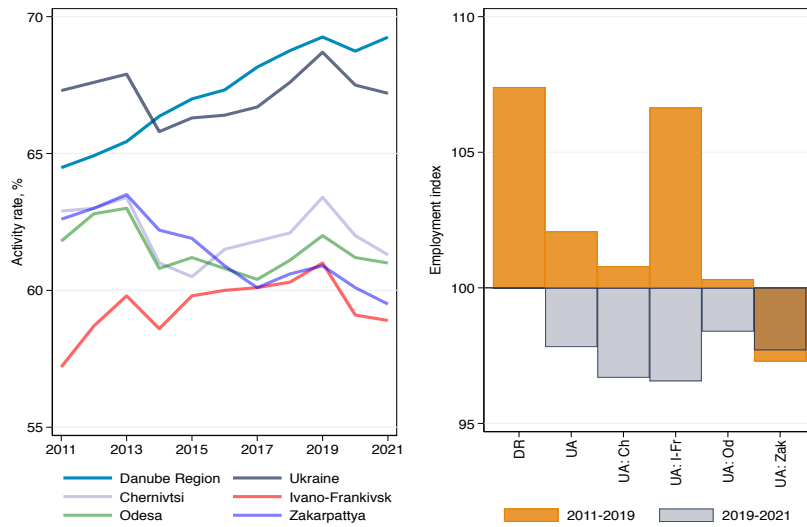 70
65
60
55
Activity rate, %
2011 2013 2015 2017 2019 2021
Danube Region Ukraine
Chernivtsi Ivano-Frankivsk
Odesa Zakarpattya
110
105
100
95
Employment index
DR
UA
UA: Ch
UA: I-Fr
UA: Od
UA: Zak
2011-2019 2019-2021